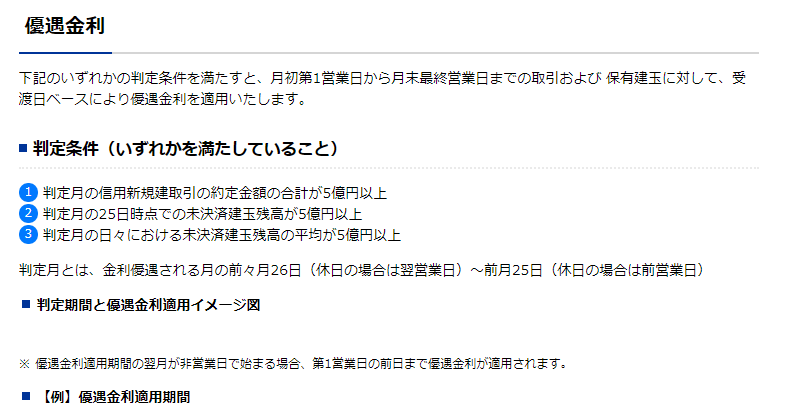 優遇金利
下記のいずれかの判定条件を満たすと、月初第1営業日から月末最終営業日までの取引および 保有建玉に対して、受
渡日ベースにより優遇金利を適用いたします。
判定条件（いずれかを満たしていること）
1 判定月の信用新規建取引の約定金額の合計が5億円以上
2 判定月の25日時点での未決済建玉残高が5億円以上
3 判定月の日々における未決済建玉残高の平均が5億円以上
判定月とは、金利優遇される月の前々月26日（休日の場合は翌営業日）～前月25日（休日の場合は前営業日）
判定期間と優遇金利適用イメージ図
※ 優遇金利適用期間の翌月が非営業日で始まる場合、第1営業日の前日まで優遇金利が適用されます。
【例】優遇金利適用期間